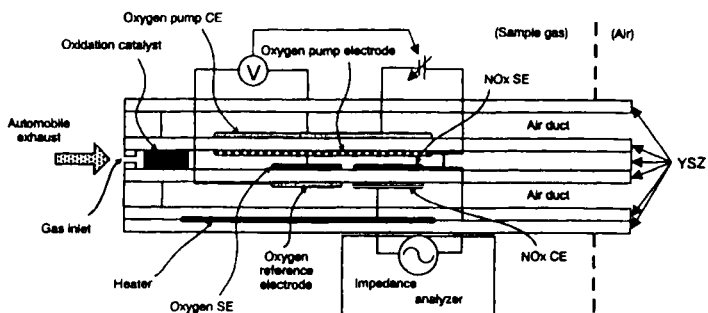 Oxygen pump CE
Oxidation catalyst
Oxygen pump electrode
(Sample gas)
(Air)
V
NOx SE
Automobile
exhaust
Air duct
YSZ
Air duct
Gas inlet
Heater
Oxygen SE
Oxygen
reference
electrode
Impedance
analyzer
NOx CE